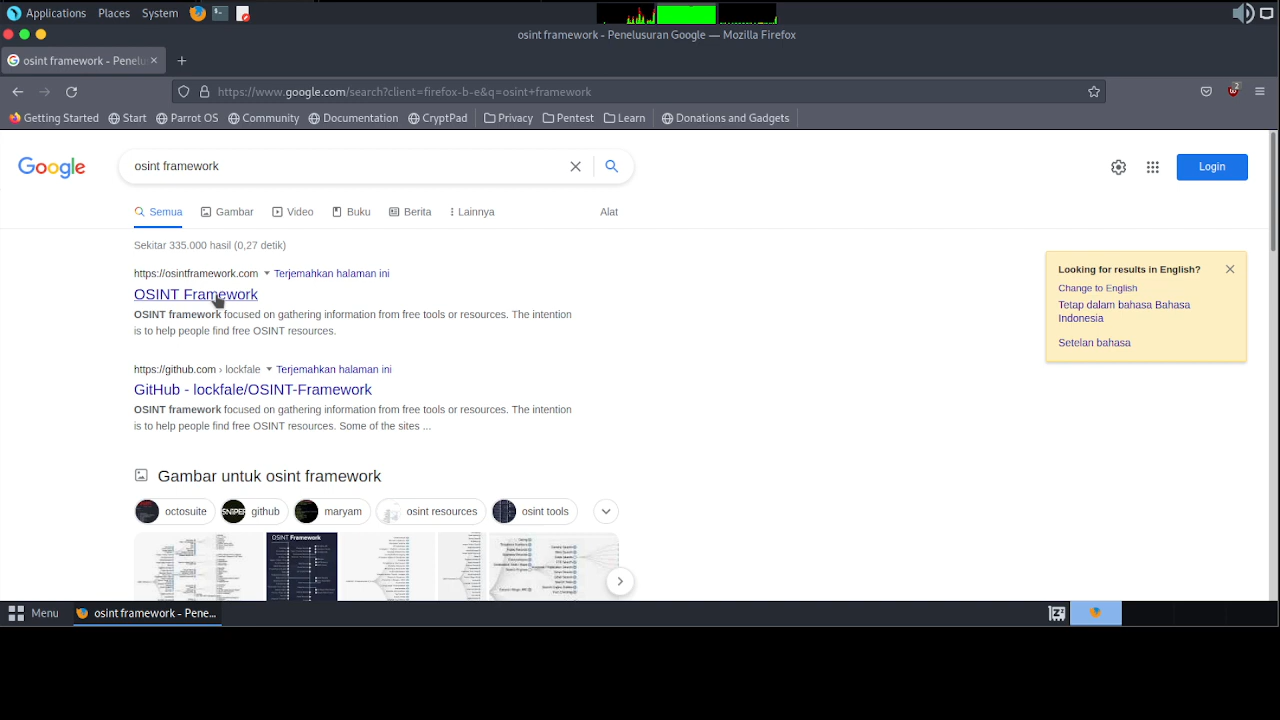 Applications Places System
osint framework - Penelusuran Google — Mozilla Firefox
osint framework - Penelu
https://www.google.com/search?client=firefox-b-e&q=osint+framework
2
Getting Started Start Parrot OS Community Documentation CryptPad Privacy Pentest Learn Donations and Gadgets
Google
osint framework
Login
Semua Gambar Video Buku Berita Lainnya Alat
Sekitar 335.000 hasil (0,27 detik)
https://osintframework.com Terjemahkan halaman ini
OSINT Framework
OSINT framework focused on gathering information from free tools or resources. The intention
is to help people find free OSINT resources.
https://github.com › lockfale Terjemahkan halaman ini
GitHub - lockfale/OSINT-Framework
OSINT framework focused on gathering information from free tools or resources. The intention
is to help people find free OSINT resources. Some of the sites ...
Gambar untuk osint framework
octosuite github maryam osint resources osint tools
OSINT Framework
Looking for results in English?
Change to English
Tetap dalam bahasa Bahasa
Indonesia
Setelan bahasa
Menu osint framework - Pene...